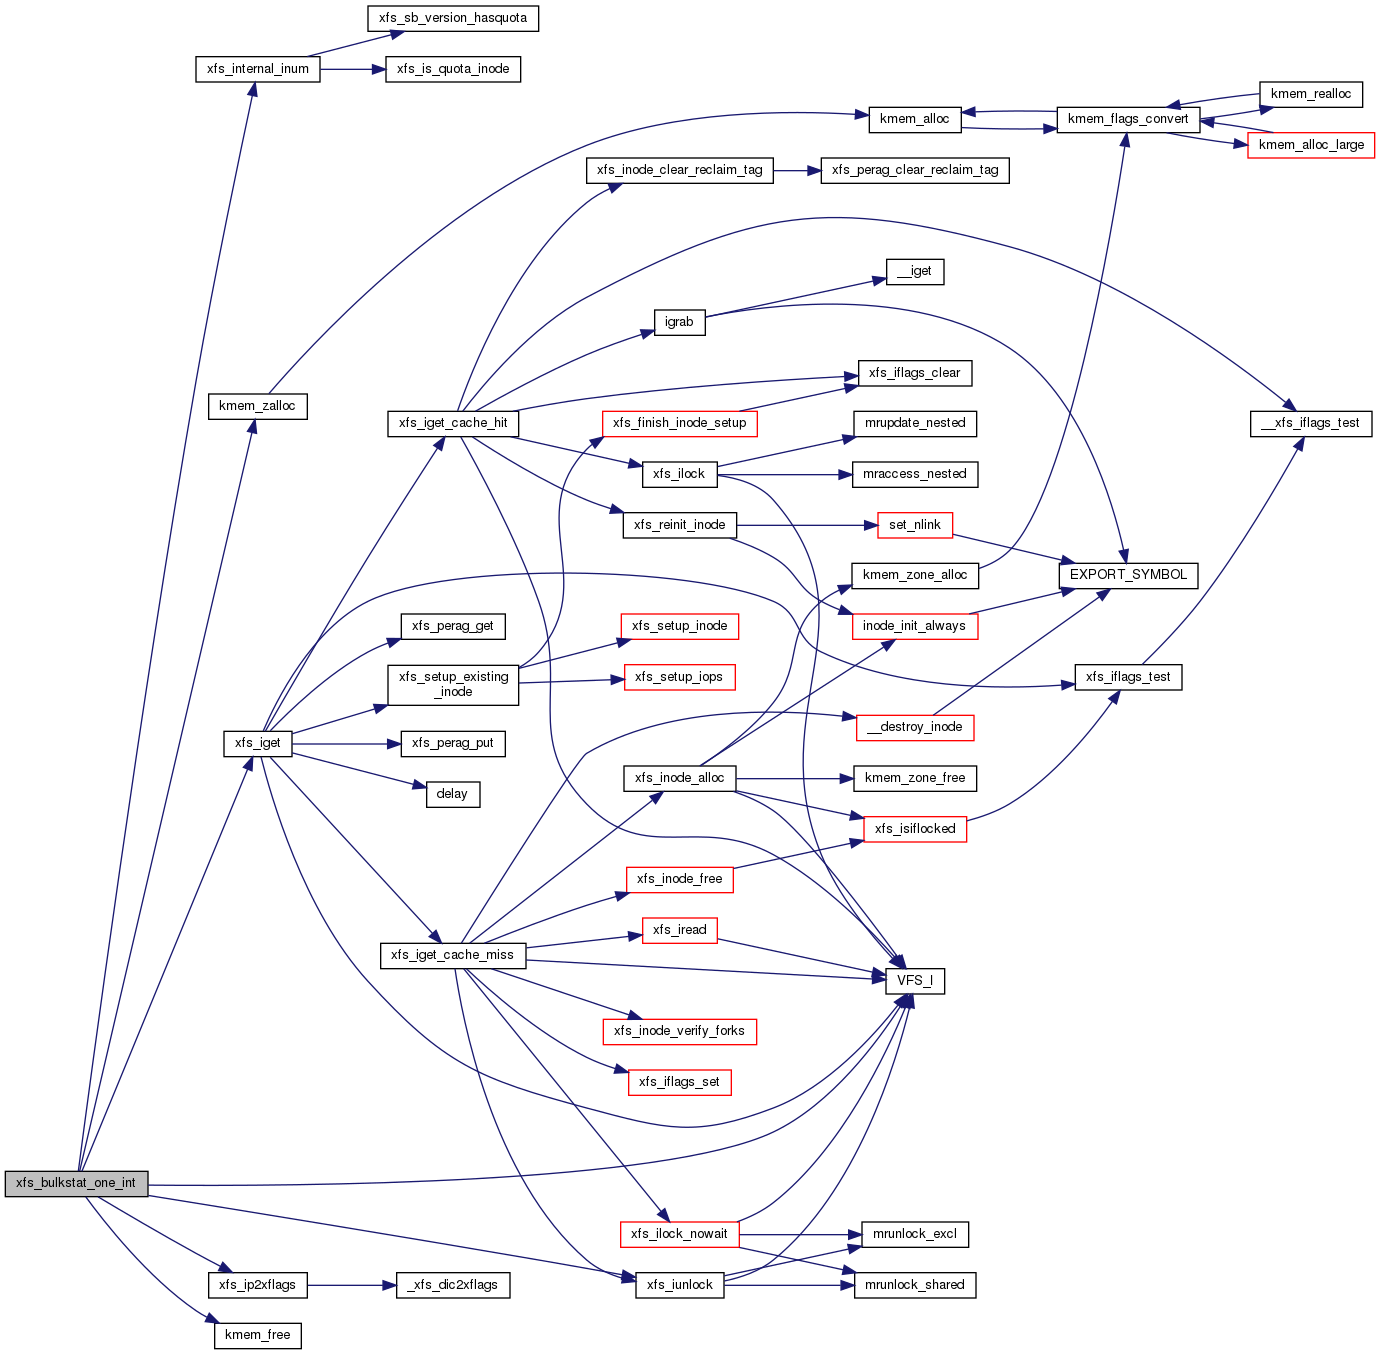 xfs_sb_version_hasquota
xfs_internal_inum
xfs_is_quota_inode
kmem_realloc
kmem_alloc
kmem_flags_convert
kmem_alloc_large
xfs_inode_clear_reclaim_tag
xfs_perag_clear_reclaim_tag
__iget
igrab
xfs_iflags_clear
kmem_zalloc
xfs_iget_cache_hit
xfs_finish_inode_setup
mrupdate_nested
__xfs_iflags_test
xfs_ilock
mraccess_nested
xfs_reinit_inode
set_nlink
kmem_zone_alloc
EXPORT_SYMBOL
xfs_perag_get
xfs_setup_inode
inode_init_always
xfs_setup_existing
_inode
xfs_setup_iops
xfs_iflags_test
xfs_iget
xfs_perag_put
__destroy_inode
delay
xfs_inode_alloc
kmem_zone_free
xfs_isiflocked
xfs_inode_free
xfs_iread
xfs_iget_cache_miss
VFS_I
xfs_inode_verify_forks
xfs_iflags_set
xfs_bulkstat_one_int
xfs_ilock_nowait
mrunlock_excl
xfs_ip2xflags
_xfs_dic2xflags
xfs_iunlock
mrunlock_shared
kmem_free